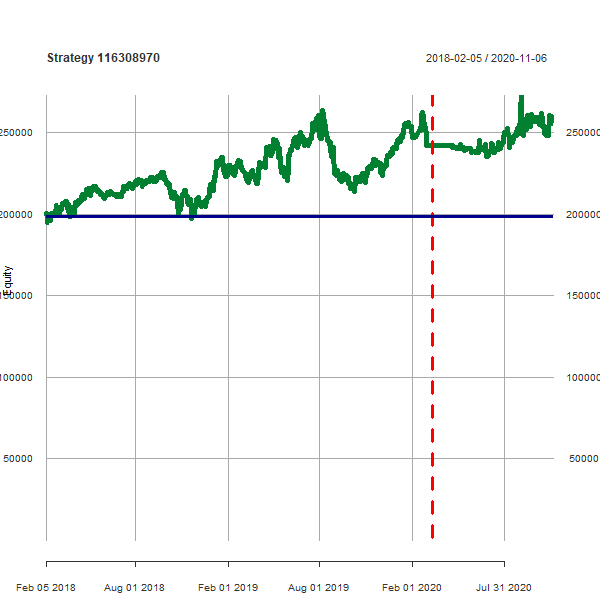 Strategy 116308970
2018-02-05 / 2020-11-06
250000
250000
200000
200000
Equity
150000
150000
100000
100000
50000
50000
Feb 05 2018
Aug 01 2018
Feb 01 2019
Aug 01 2019
Feb 01 2020
Jul 31 2020